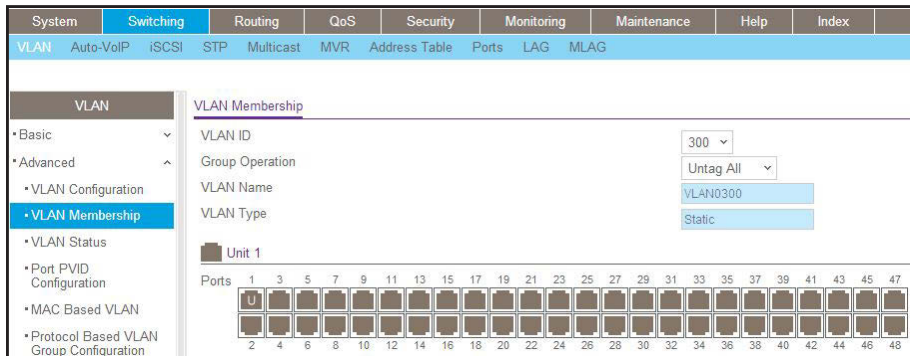 System Switching Routing QoS Security Monitoring Maintenance Help Index
VLAN Auto-VoIP iSCSI STP Multicast MVR Address Table Ports LAG MLAG
VLAN
Basic
Advanced
VLAN Configuration
VLAN Membership
VLAN Status
Port PVID
Configuration
MAC Based VLAN
Protocol Based VLAN
Group Configuration
VLAN Membership
VLAN ID 300
Group Operation Untag All
VLAN Name VLAN0300
VLAN Type Static
Unit 1
Ports 1 3 5 7 9 11 13 15 17 19 21 23 25 27 29 31 33 35 37 39 41 43 45 47
U
2 4 6 8 10 12 14 16 18 20 22 24 26 28 30 32 34 36 38 40 42 44 46 48